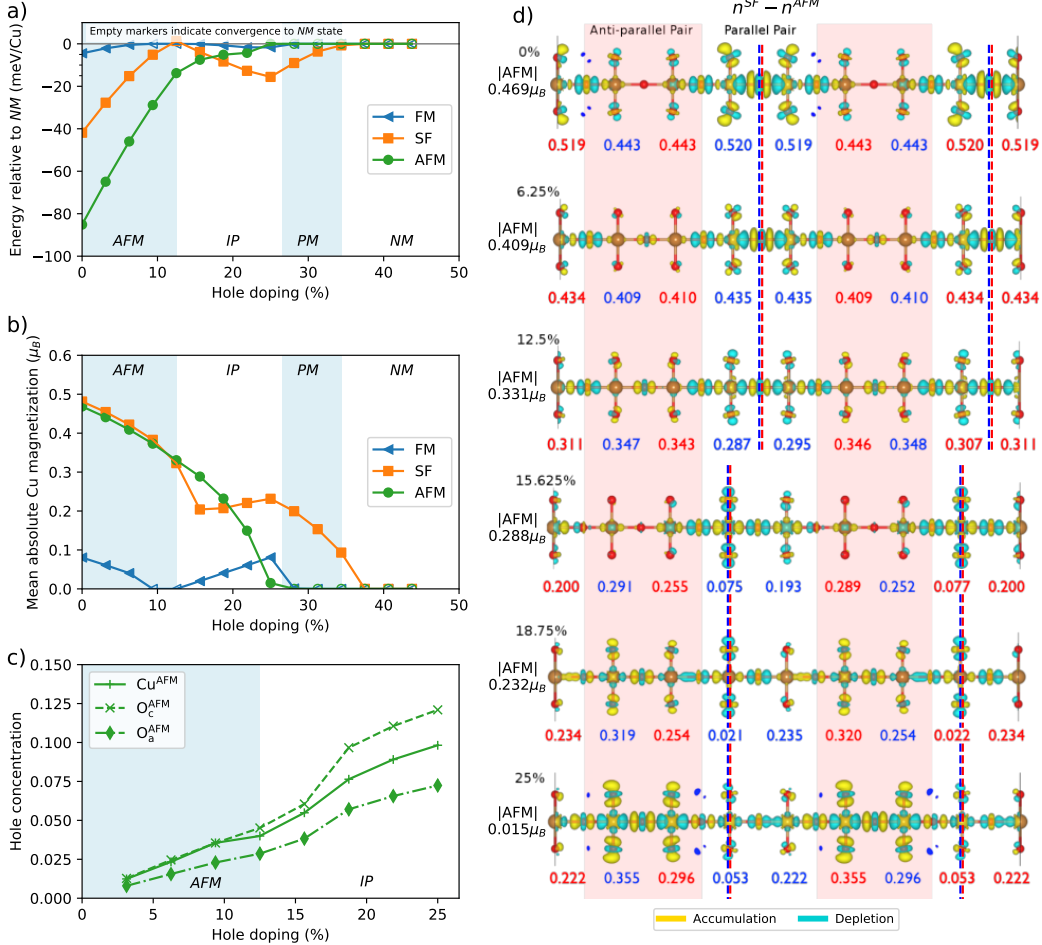 a)
Empty markers indicate convergence to NM state
Energy relative to NM (meV/Cu)
0
−20
−40
−60
−80
−100
FM
SF
AFM
AFM
IP
PM
NM
0
10
20
30
40
50
Hole doping (%)
b)
Mean absolute Cu magnetization (μB)
0.6
0.5
0.4
0.3
0.2
0.1
0.0
AFM
IP
PM
NM
FM
SF
AFM
0
10
20
30
40
50
Hole doping (%)
c)
Hole concentration
0.150
0.125
0.100
0.075
0.050
0.025
0.000
Cu^AFM
O_c^AFM
O_a^AFM
AFM
IP
0
5
10
15
20
25
Hole doping (%)
d)
n^SF − n^AFM
Anti-parallel Pair
Parallel Pair
0%
|AFM|
0.469μB
0.519 0.443 0.443 0.520 0.519 0.443 0.443 0.520 0.519
6.25%
|AFM|
0.409μB
0.434 0.409 0.410 0.435 0.435 0.409 0.410 0.434 0.434
12.5%
|AFM|
0.331μB
0.311 0.347 0.343 0.287 0.295 0.346 0.348 0.307 0.311
15.625%
|AFM|
0.288μB
0.200 0.291 0.255 0.075 0.193 0.289 0.252 0.077 0.200
18.75%
|AFM|
0.232μB
0.234 0.319 0.254 0.021 0.235 0.320 0.254 0.022 0.234
25%
|AFM|
0.015μB
0.222 0.355 0.296 0.053 0.222 0.355 0.296 0.053 0.222
Accumulation
Depletion